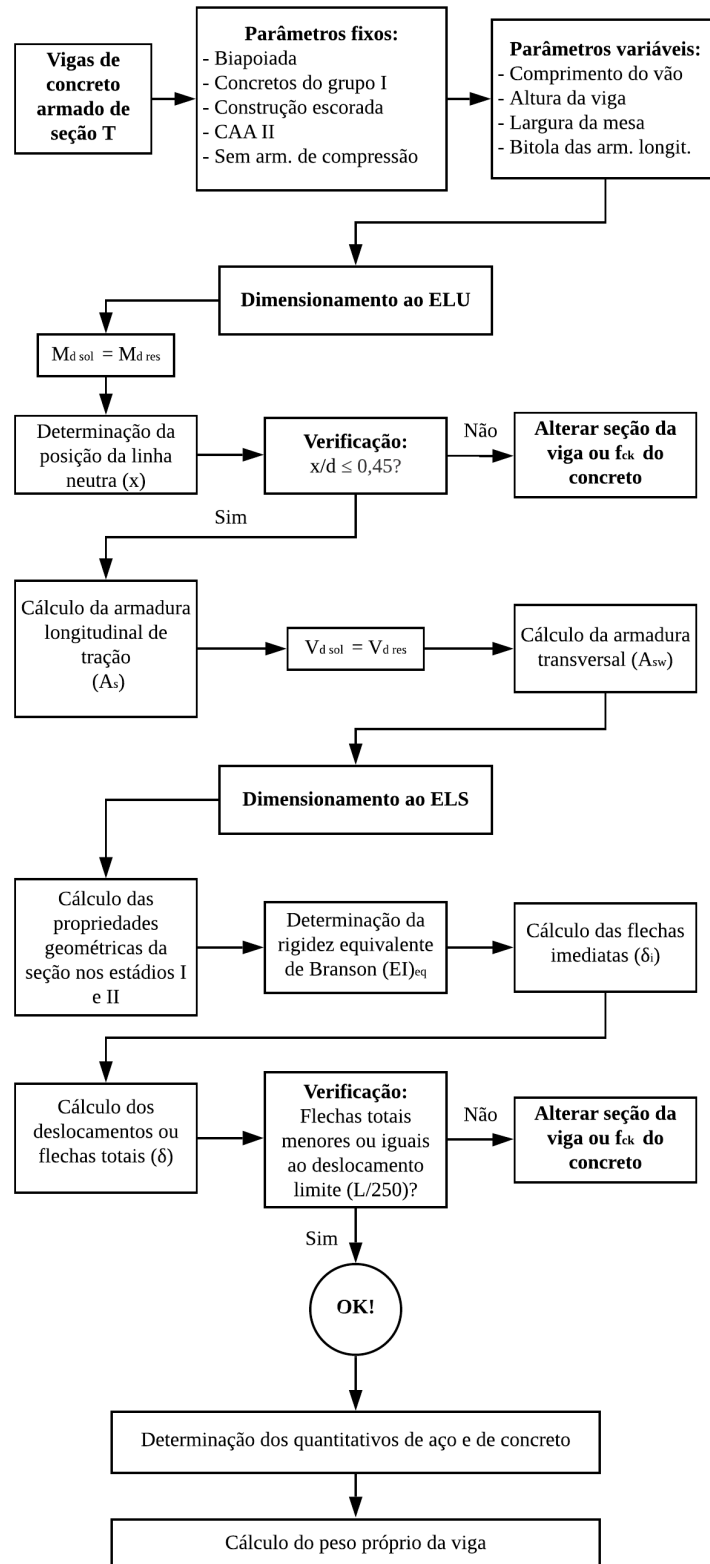 Vigas de
concreto
armado de
seção T
Parâmetros fixos:
- Biapoiada
- Concretos do grupo I
- Construção escorada
- CAA II
- Sem arm. de compressão
Parâmetros variáveis:
- Comprimento do vão
- Altura da viga
- Largura da mesa
- Bitola das arm. longit.
Dimensionamento ao ELU
Md sol = Md res
Determinação da
posição da linha
neutra (x)
Verificação:
x/d ≤ 0,45?
Não
Alterar seção da
viga ou fck do
concreto
Sim
Cálculo da armadura
longitudinal de
tração
(As)
Vd sol = Vd res
Cálculo da armadura
transversal (Asw)
Dimensionamento ao ELS
Cálculo das
propriedades
geométricas da
seção nos estádios I
e II
Determinação da
rigidez equivalente
de Branson (EI)eq
Cálculo das flechas
imediatas (δi)
Cálculo dos
deslocamentos ou
flechas totais (δ)
Verificação:
Flechas totais
menores ou iguais
ao deslocamento
limite (L/250)?
Não
Alterar seção da
viga ou fck do
concreto
Sim
OK!
Determinação dos quantitativos de aço e de concreto
Cálculo do peso próprio da viga